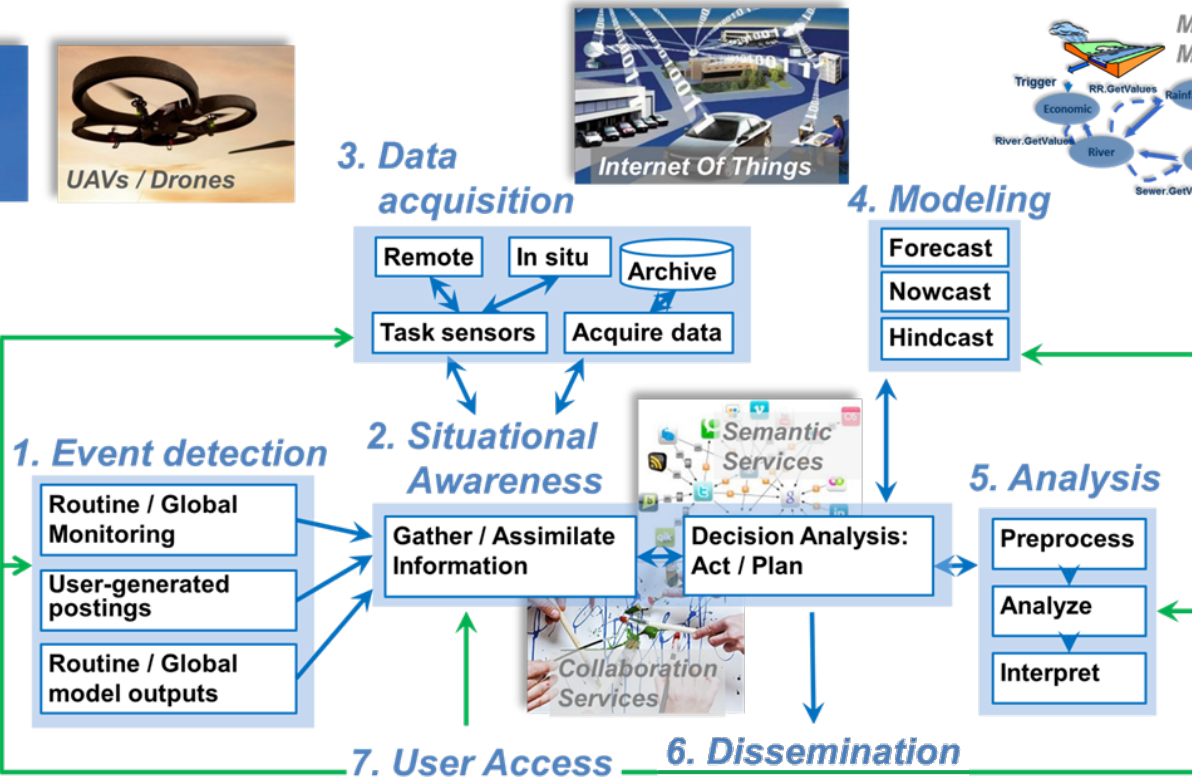 UAVs / Drones
3. Data
acquisition
Internet Of Things
Trigger
RR.GetValues
Economic
River.GetValues
River
4. Modeling
Remote
In situ
Archive
Task sensors
Acquire data
Forecast
Nowcast
Hindcast
1. Event detection
Routine / Global
Monitoring
User-generated
postings
Routine / Global
model outputs
2. Situational
Awareness
Gather / Assimilate
Information
Semantic
Services
Decision Analysis:
Act / Plan
Collaboration
Services
5. Analysis
Preprocess
Analyze
Interpret
7. User Access
6. Dissemination